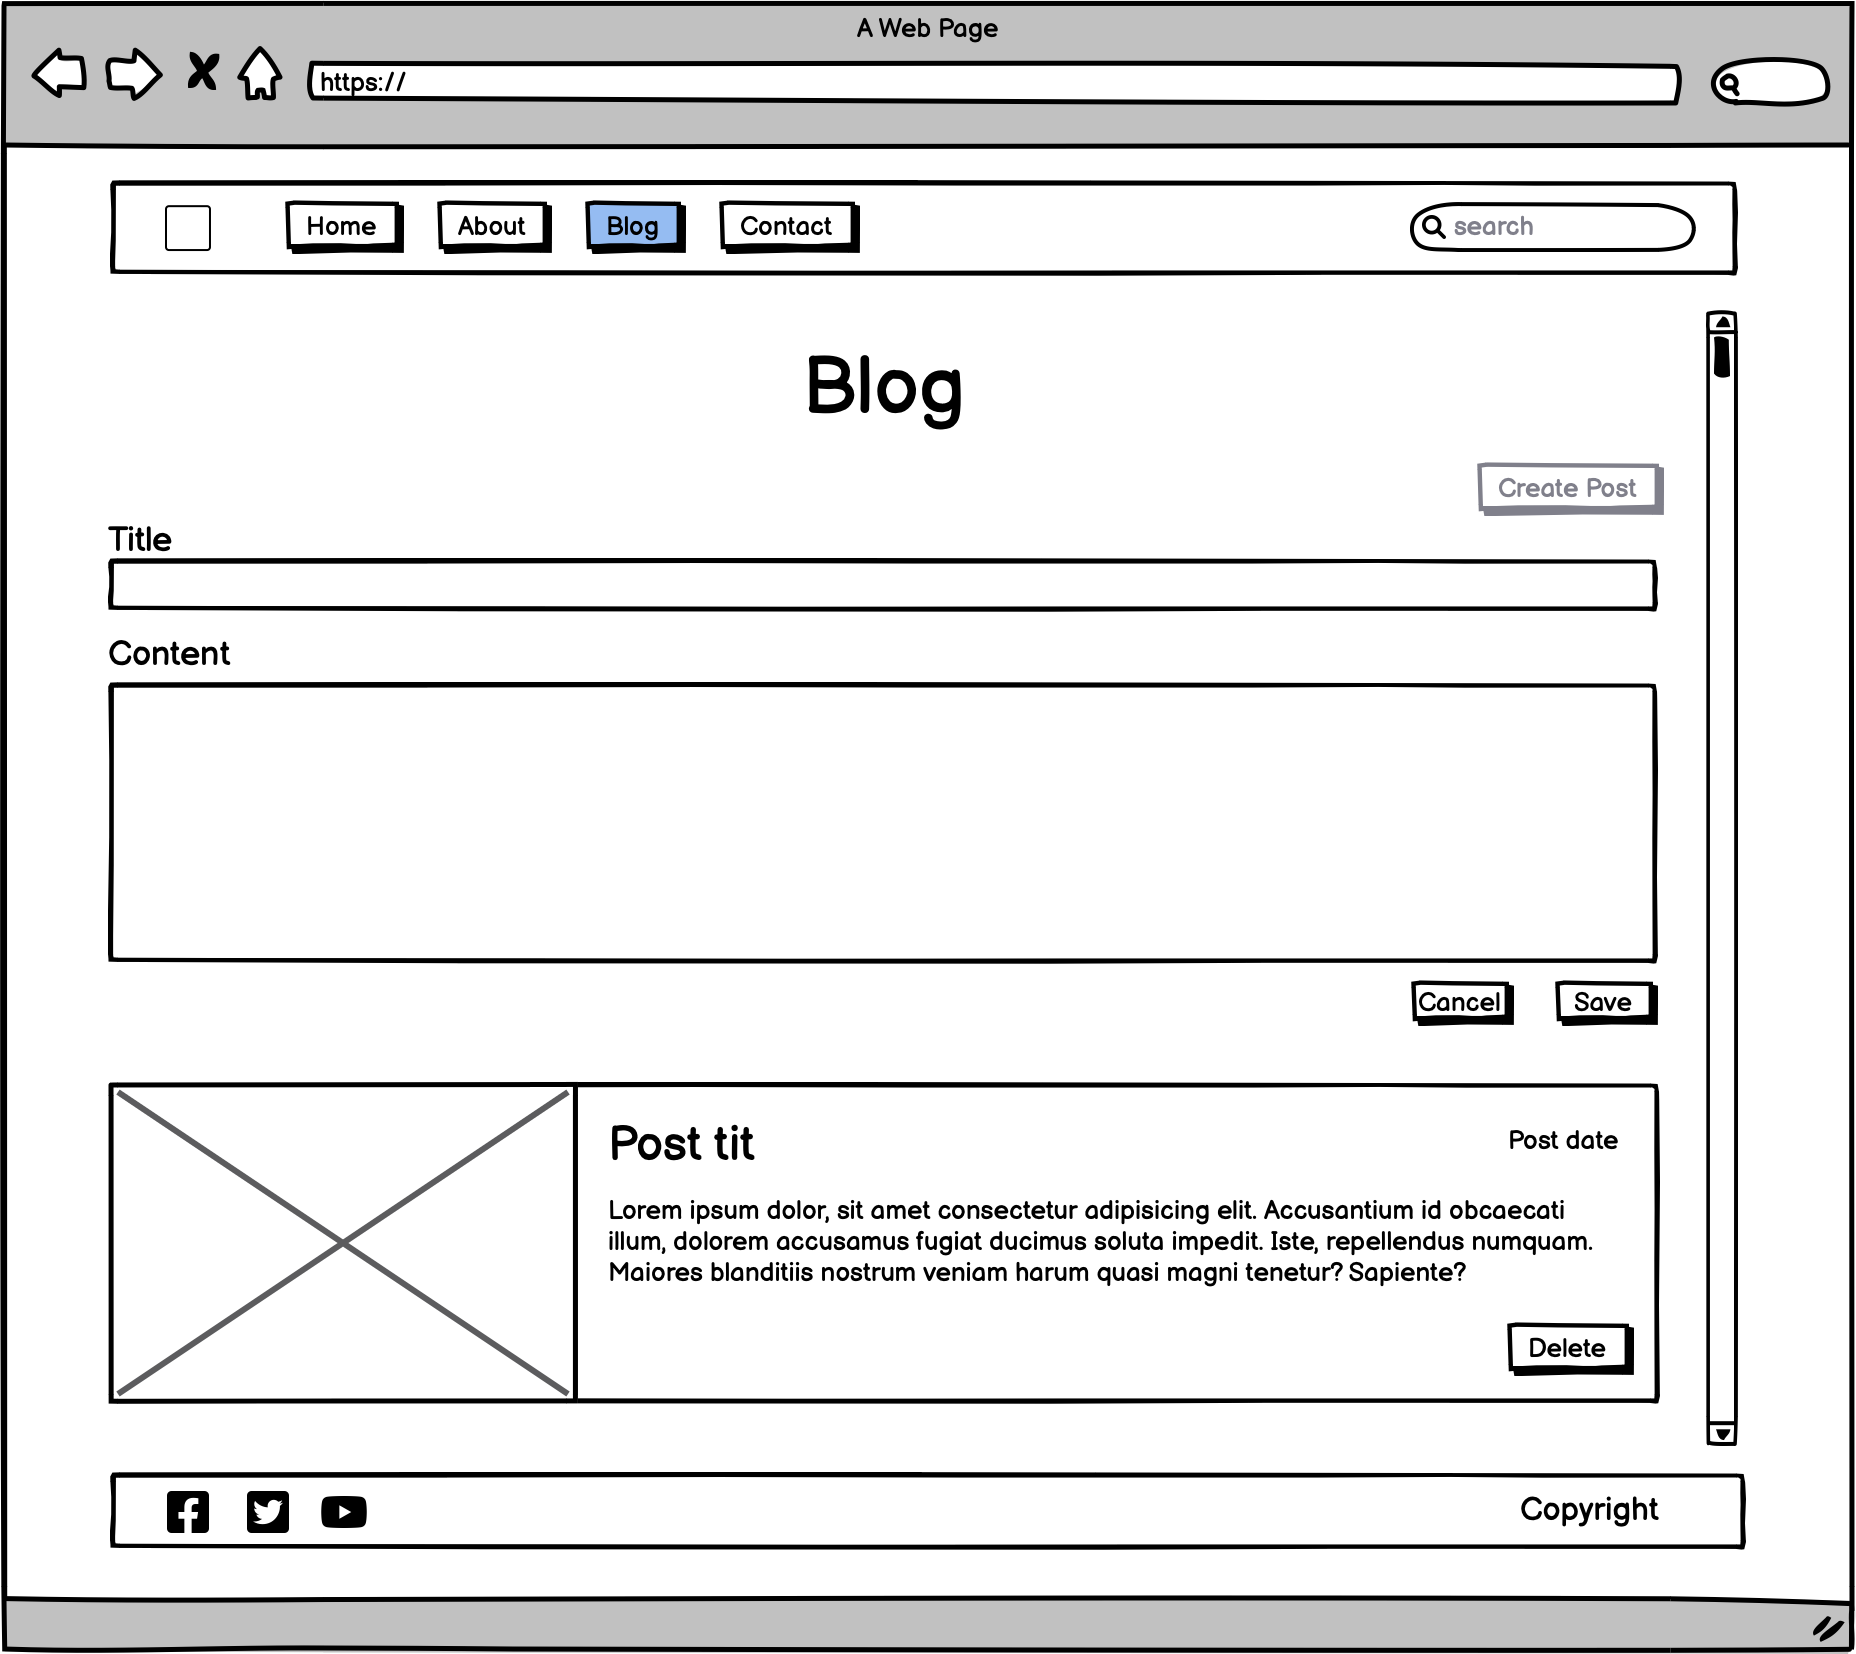 A Web Page
https://
Home About Blog Contact search
Blog
Create Post
Title
Content
Cancel Save
Post tit Post date
Lorem ipsum dolor, sit amet consectetur adipisicing elit. Accusantium id obcaecati
illum, dolorem accusamus fugiat ducimus soluta impedit. Iste, repellendus numquam.
Maiores blanditiis nostrum veniam harum quasi magni tenetur? Sapiente?
Delete
Copyright